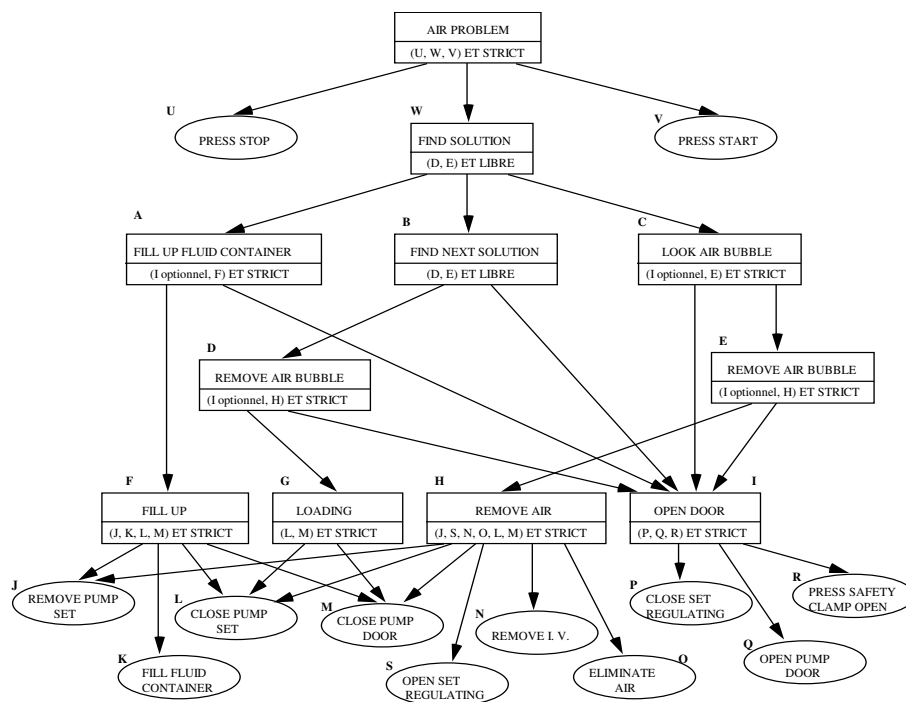 AIR PROBLEM
(U, W, V) ET STRICT
U
W
V
PRESS STOP
FIND SOLUTION
PRESS START
(D, E) ET LIBRE
A
B
C
FILL UP FLUID CONTAINER
FIND NEXT SOLUTION
LOOK AIR BUBBLE
(I optionnel, F) ET STRICT
(D, E) ET LIBRE
(I optionnel, E) ET STRICT
D
E
REMOVE AIR BUBBLE
REMOVE AIR BUBBLE
(I optionnel, H) ET STRICT
(I optionnel, H) ET STRICT
F
G
H
I
FILL UP
LOADING
REMOVE AIR
OPEN DOOR
(J, K, L, M) ET STRICT
(L, M) ET STRICT
(J, S, N, O, L, M) ET STRICT
(P, Q, R) ET STRICT
J
REMOVE PUMP
SET
L
CLOSE PUMP
SET
M
CLOSE PUMP
DOOR
N
REMOVE I. V.
P
CLOSE SET
REGULATING
R
PRESS SAFETY
CLAMP OPEN
K
FILL FLUID
CONTAINER
S
OPEN SET
REGULATING
O
ELIMINATE
AIR
Q
OPEN PUMP
DOOR